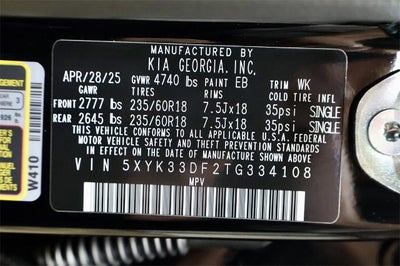 MANUFACTURED BY
KIA GEORGIA, INC.
APR/28/25 GVWR 4740 lbs PAINT EB TRIM WK
GAWR TIRES RIMS COLD TIRE INFL
FRONT 2777 lbs 235/60R18 7.5Jx18 35psi SINGLE
REAR 2645 lbs 235/60R18 7.5Jx18 35psi SINGLE
THIS VEHICLE CONFORMS TO ALL APPLICABLE U.S.A. FEDERAL
MOTOR VEHICLE SAFETY, BUMPER, AND
THEFT PREVENTION STANDARDS IN EFFECT ON THE DATE OF MANUFACTURE SHOWN ABOVE.
VIN 5XYK33DF2TG334108
MPV
W410
3